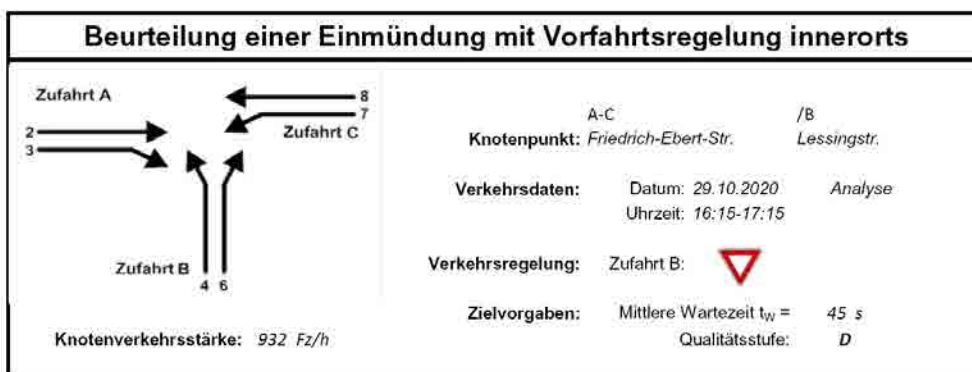 Beurteilung einer Einmündung mit Vorfahrtsregelung innerorts
Zufahrt A
8
7
Zufahrt C
2
3
Zufahrt B
4 6
Knotenverkehrsstärke: 932 Fz/h
A-C /B
Knotenpunkt: Friedrich-Ebert-Str. Lessingstr.
Verkehrsdaten: Datum: 29.10.2020 Analyse
Uhrzeit: 16:15-17:15
Verkehrsregelung: Zufahrt B:
Zielvorgaben: Mittlere Wartezeit tW = 45 s
Qualitätsstufe: D